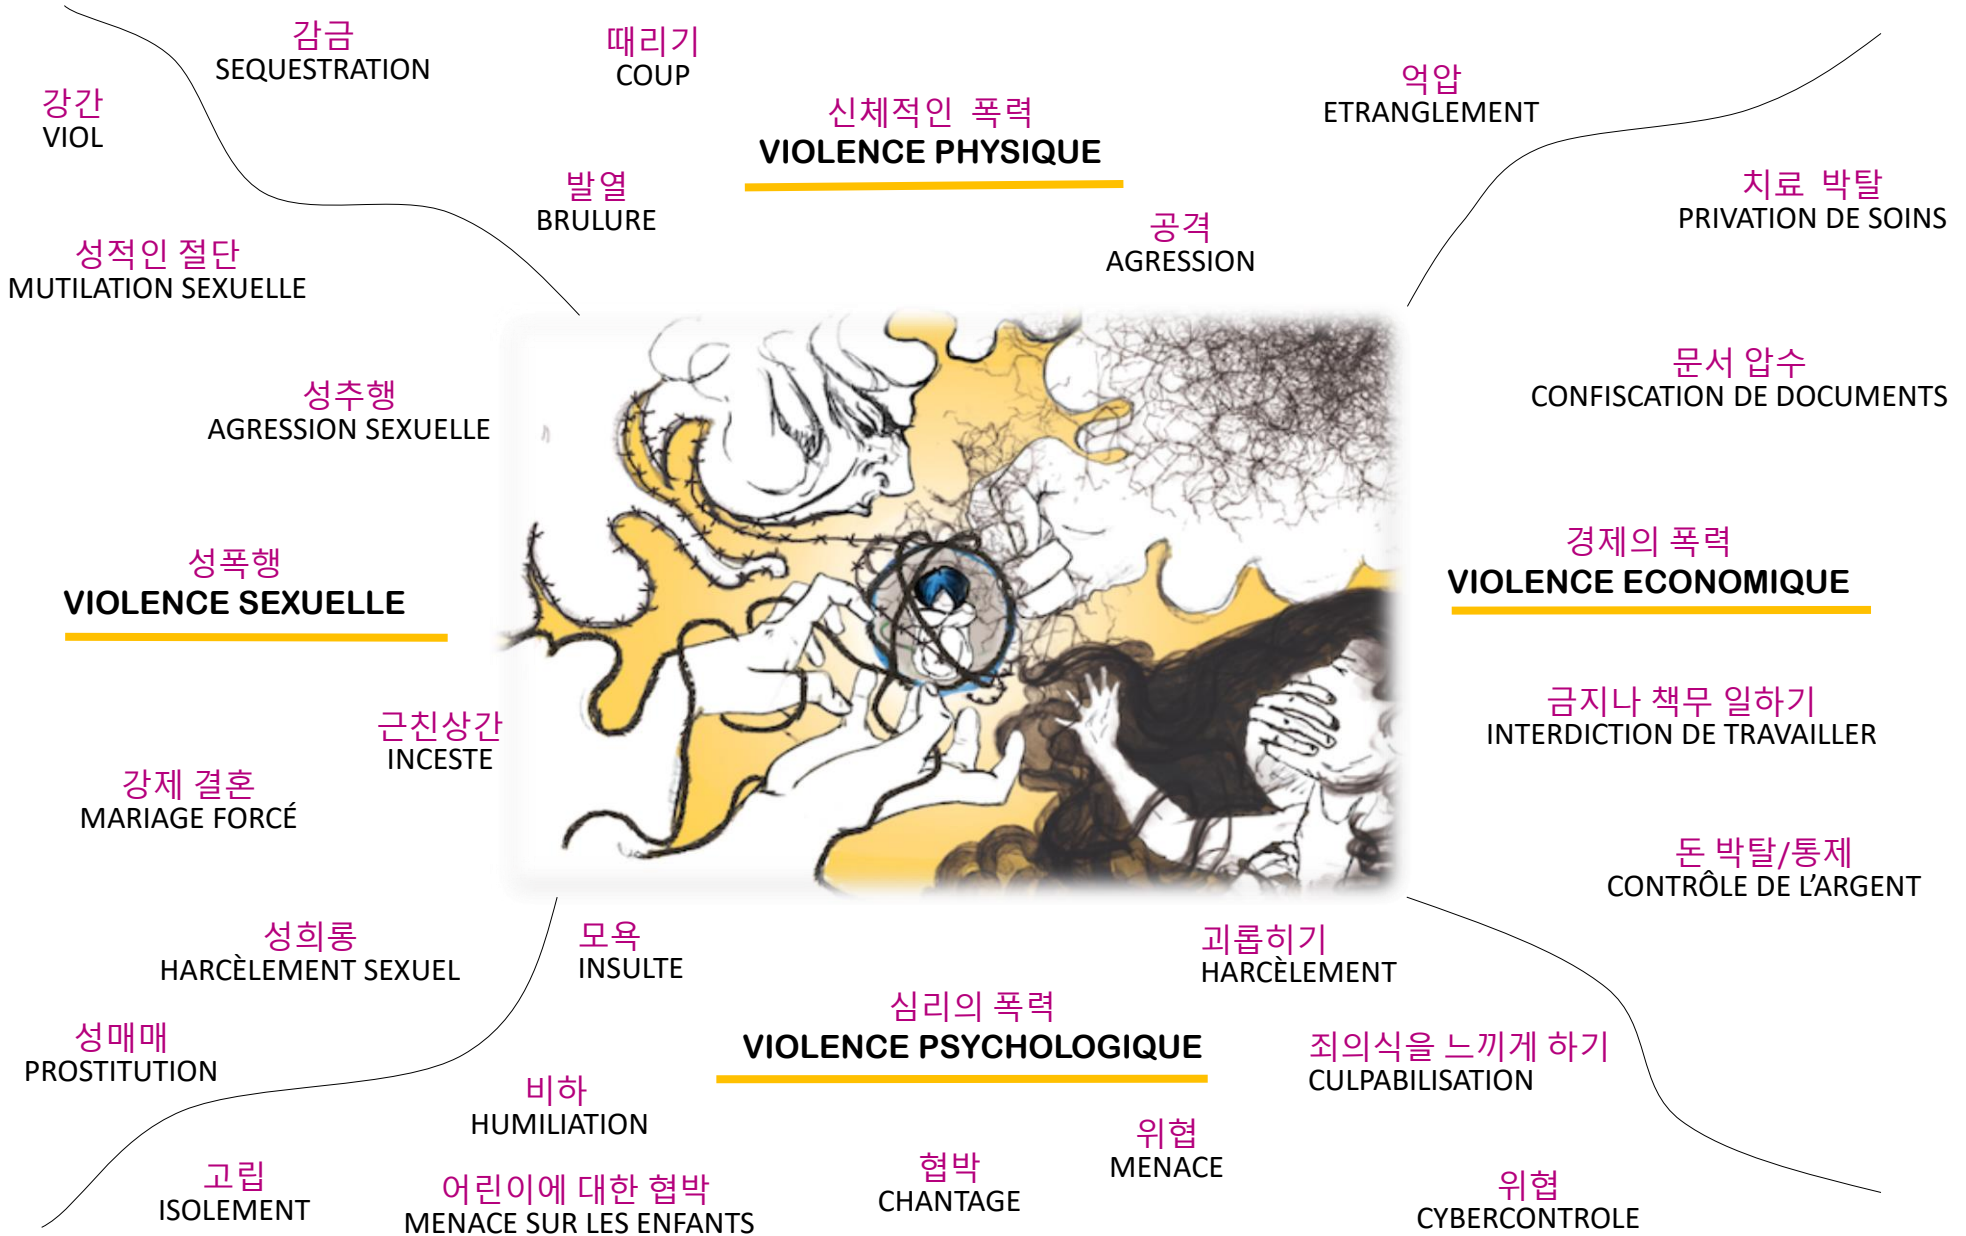 감금
SEQUESTRATION
때리기
COUP
신체적인 폭력
VIOLENCE PHYSIQUE
억압
ETRANGLEMENT
발열
BRULURE
공격
AGRESSION
강간
VIOL
성적인 절단
MUTILATION SEXUELLE
성추행
AGRESSION SEXUELLE
성폭행
VIOLENCE SEXUELLE
근친상간
INCESTE
강제 결혼
MARIAGE FORCÉ
성희롱
HARCÈLEMENT SEXUEL
성매매
PROSTITUTION
치료 박탈
PRIVATION DE SOINS
문서 압수
CONFISCATION DE DOCUMENTS
경제의 폭력
VIOLENCE ECONOMIQUE
금지나 책무 일하기
INTERDICTION DE TRAVAILLER
돈 박탈/통제
CONTRÔLE DE L’ARGENT
모욕
INSULTE
괴롭히기
HARCÈLEMENT
심리의 폭력
VIOLENCE PSYCHOLOGIQUE
죄의식을 느끼게 하기
CULPABILISATION
비하
HUMILIATION
위협
MENACE
고립
ISOLEMENT
어린이에 대한 협박
MENACE SUR LES ENFANTS
협박
CHANTAGE
위협
CYBERCONTROLE